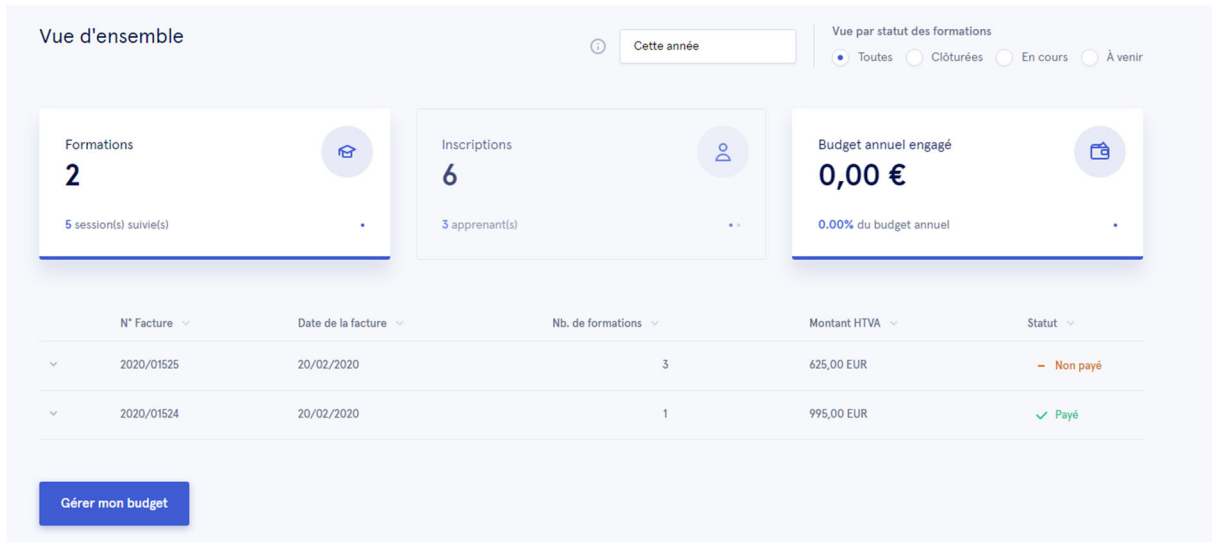 Vue d'ensemble
Cette année
Vue par statut des formations
Toutes Clôturées En cours À venir
Formations
2
5 session(s) suivie(s)
Inscriptions
6
3 apprenant(s)
Budget annuel engagé
0,00 €
0.00% du budget annuel
N° Facture Date de la facture Nb. de formations Montant HTVA Statut
2020/01525 20/02/2020 3 625,00 EUR Non payé
2020/01524 20/02/2020 1 995,00 EUR Payé
Gérer mon budget